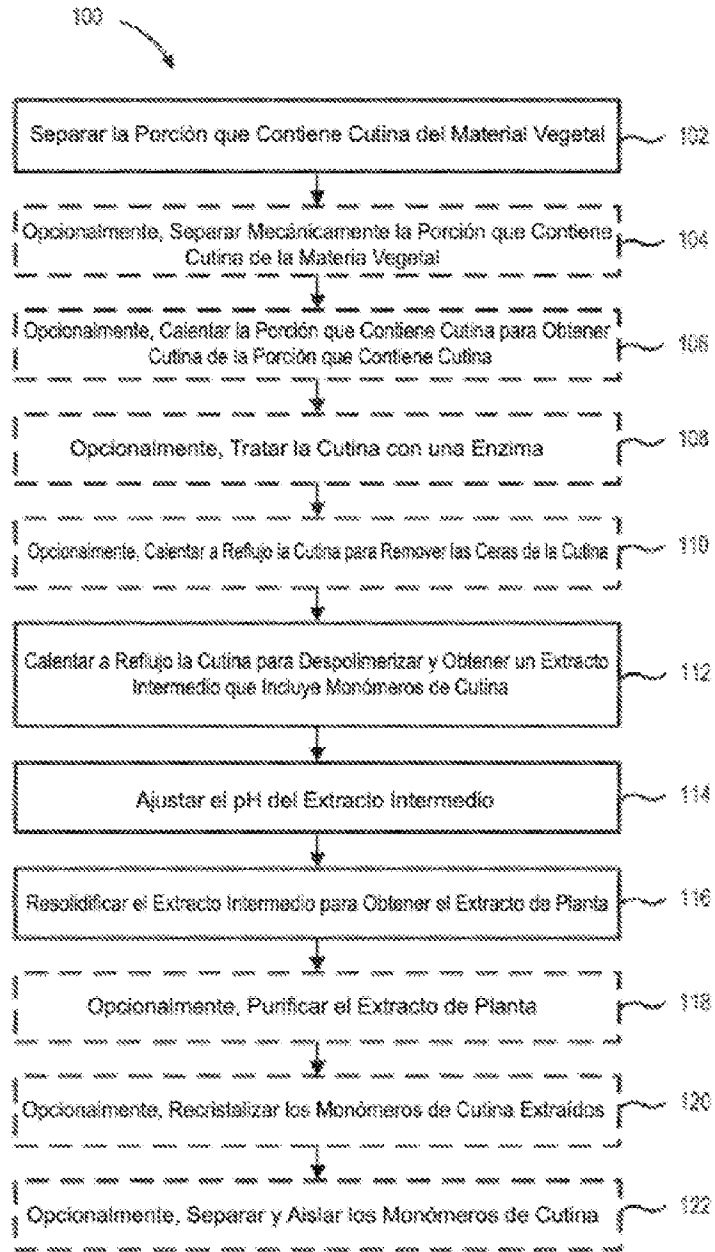 100
Separar la Porción que Contiene Cutina del Material Vegetal
102
Opcionalmente, Separar Mecánicamente la Porción que Contiene
Cutina de la Materia Vegetal
104
Opcionalmente, Calentar la Porción que Contiene Cutina para Obtener
Cutina de la Porción que Contiene Cutina
106
Opcionalmente, Tratar la Cutina con una Enzima
108
Opcionalmente, Calentar a Reflujo la Cutina para Remover las Ceras de la Cutina
110
Calentar a Reflujo la Cutina para Despolimerizar y Obtener un Extracto
Intermedio que Incluye Monómeros de Cutina
112
Ajustar el pH del Extracto Intermedio
114
Resolidificar el Extracto Intermedio para Obtener el Extracto de Planta
116
Opcionalmente, Purificar el Extracto de Planta
118
Opcionalmente, Recristalizar los Monómeros de Cutina Extraídos
120
Opcionalmente, Separar y Aislar los Monómeros de Cutina
122